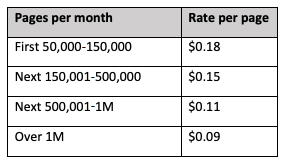 Pages per month Rate per page
First 50,000-150,000 $0.18
Next 150,001-500,000 $0.15
Next 500,001-1M $0.11
Over 1M $0.09